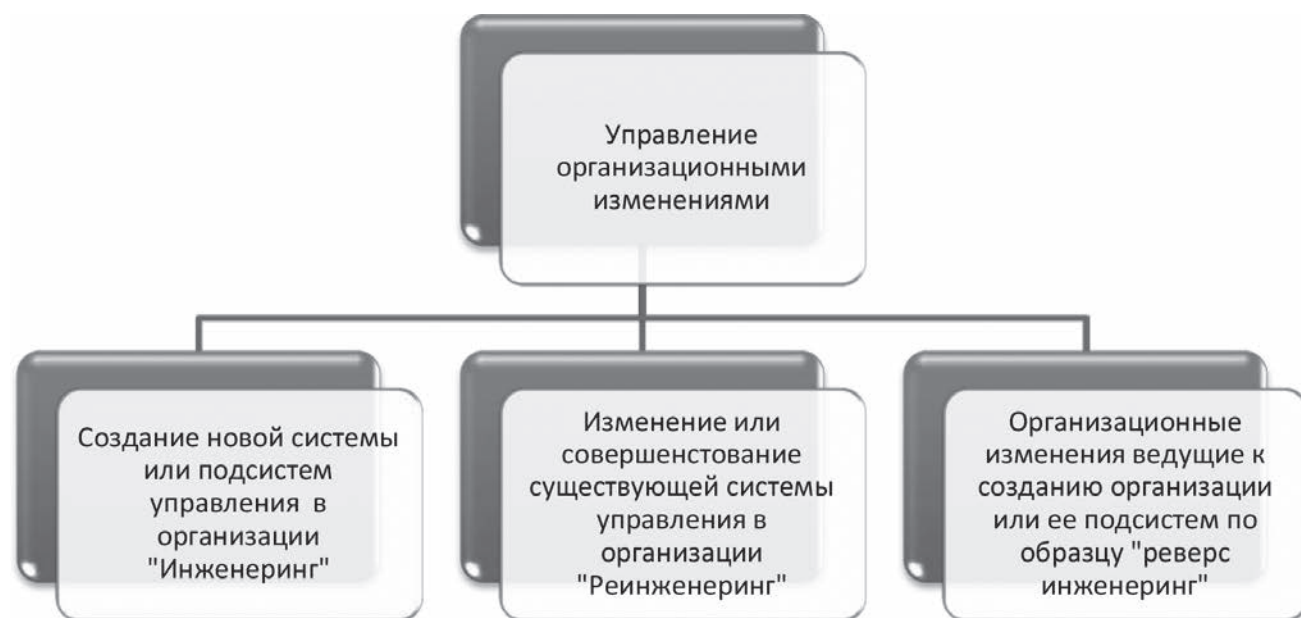 Управление
организационными
изменениями
Создание новой системы
или подсистем
управления в
организации
"Инженеринг"
Изменение или
совершенстование
существующей системы
управления в
организации
"Реинженеринг"
Организационные
изменения ведущие к
созданию организации
или ее подсистем по
образцу "реверс
инженеринг"